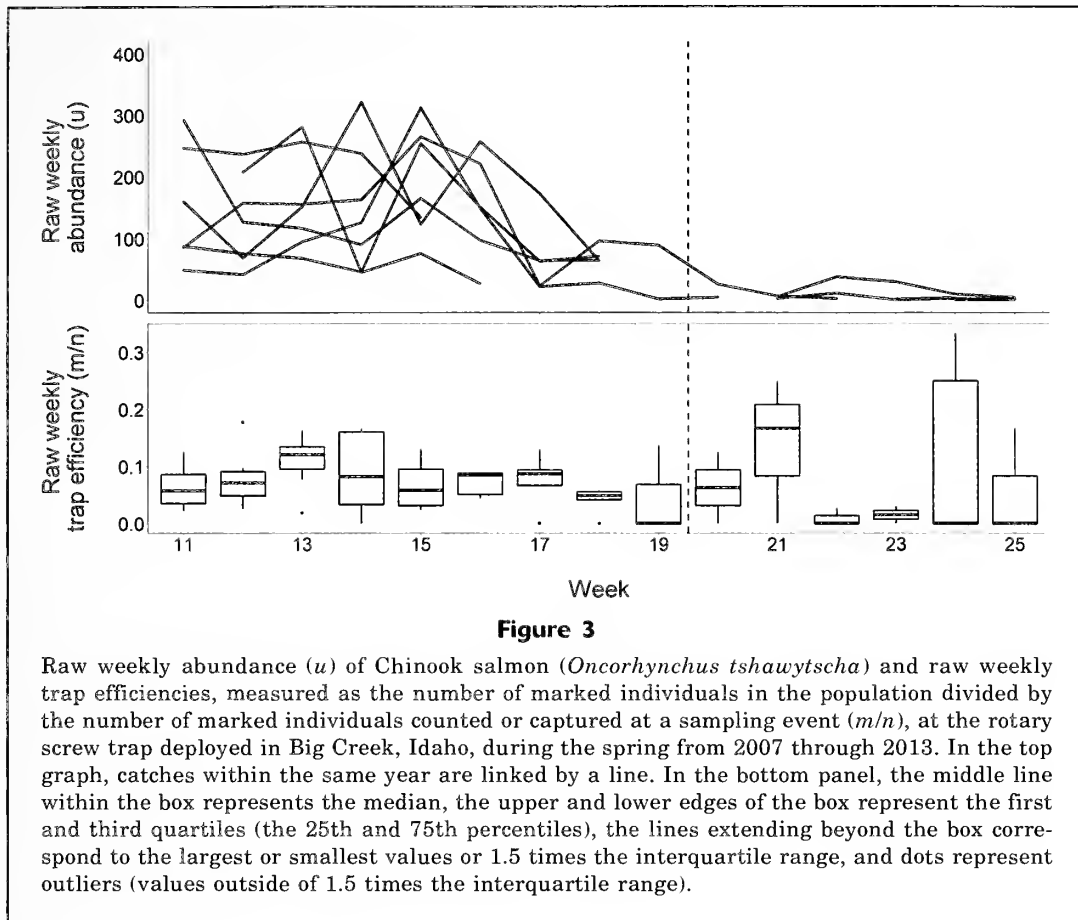 400
300
200
100
0
Raw weekly
abundance (u)
0.3
0.2
0.1
0.0
Raw weekly
trap efficiency (m/n)
11 13 15 17 19 21 23 25
Week
Figure 3
Raw weekly abundance (u) of Chinook salmon (Oncorhynchus tshawytscha) and raw weekly
trap efficiencies, measured as the number of marked individuals in the population divided by
the number of marked individuals counted or captured at a sampling event (m/n), at the rotary
screw trap deployed in Big Creek, Idaho, during the spring from 2007 through 2013. In the top
graph, catches within the same year are linked by a line. In the bottom panel, the middle line
within the box represents the median, the upper and lower edges of the box represent the first
and third quartiles (the 25th and 75th percentiles), the lines extending beyond the box corre-
spond to the largest or smallest values or 1.5 times the interquartile range, and dots represent
outliers (values outside of 1.5 times the interquartile range).